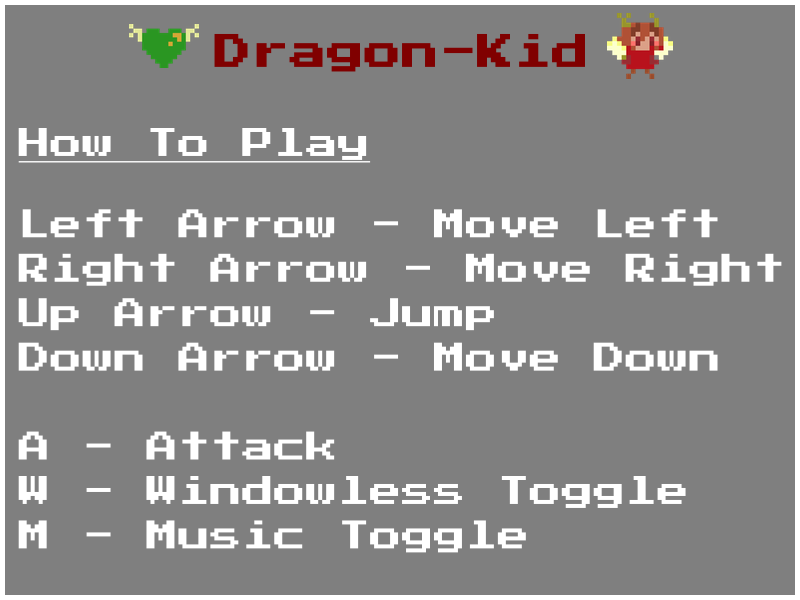 Dragon-Kid
How To Play
Left Arrow - Move Left
Right Arrow - Move Right
Up Arrow - Jump
Down Arrow - Move Down
A - Attack
W - Windowless Toggle
M - Music Toggle